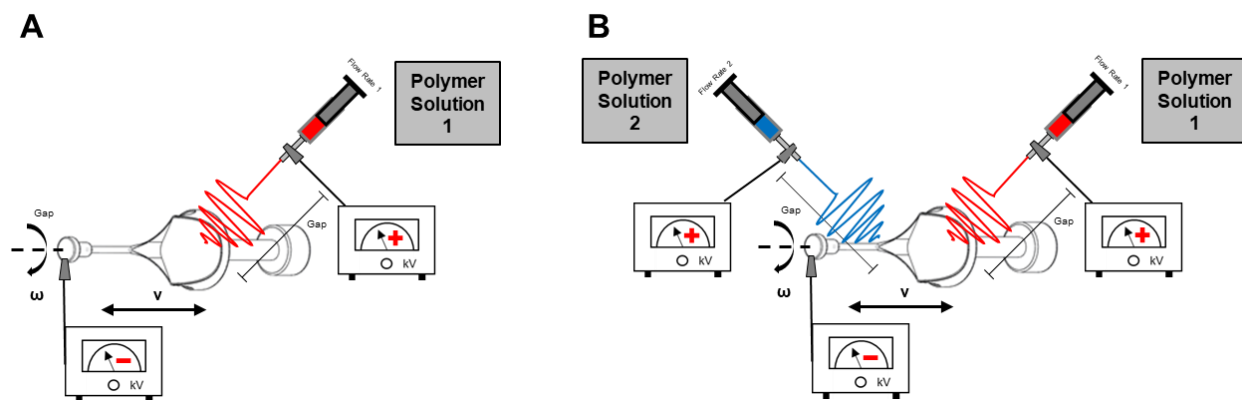 A
Flow Rate 1
Polymer
Solution
1
Gap
Gap
+
kV
ω
v
−
kV
B
Polymer
Solution
2
Flow Rate 2
Flow Rate 1
Polymer
Solution
1
Gap
Gap
Gap
+
kV
+
kV
ω
v
−
kV